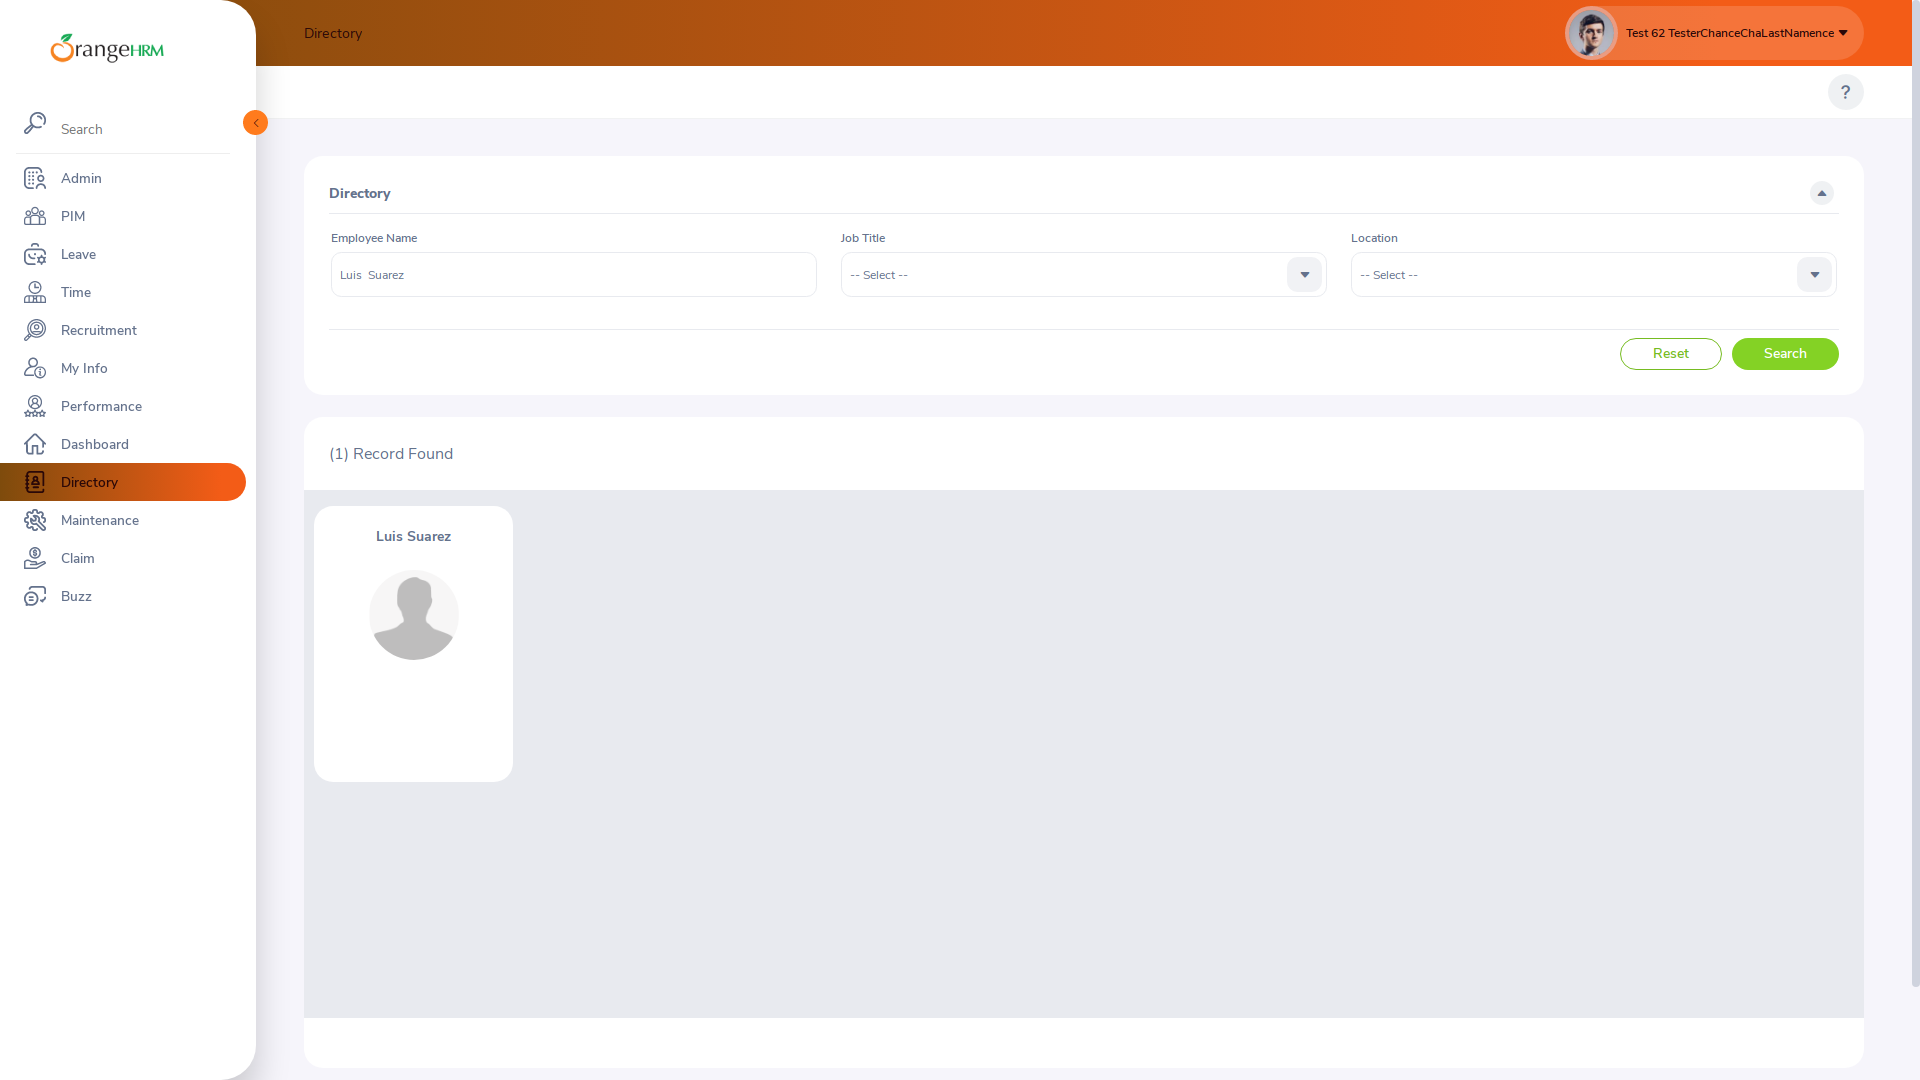 OrangeHRM
Search
Admin
PIM
Leave
Time
Recruitment
My Info
Performance
Dashboard
Directory
Maintenance
Claim
Buzz
Directory
Test 62 TesterChanceChaLastNamence
?
Directory
Employee Name
Job Title
Location
Luis  Suarez
-- Select --
-- Select --
Reset
Search
(1) Record Found
Luis Suarez